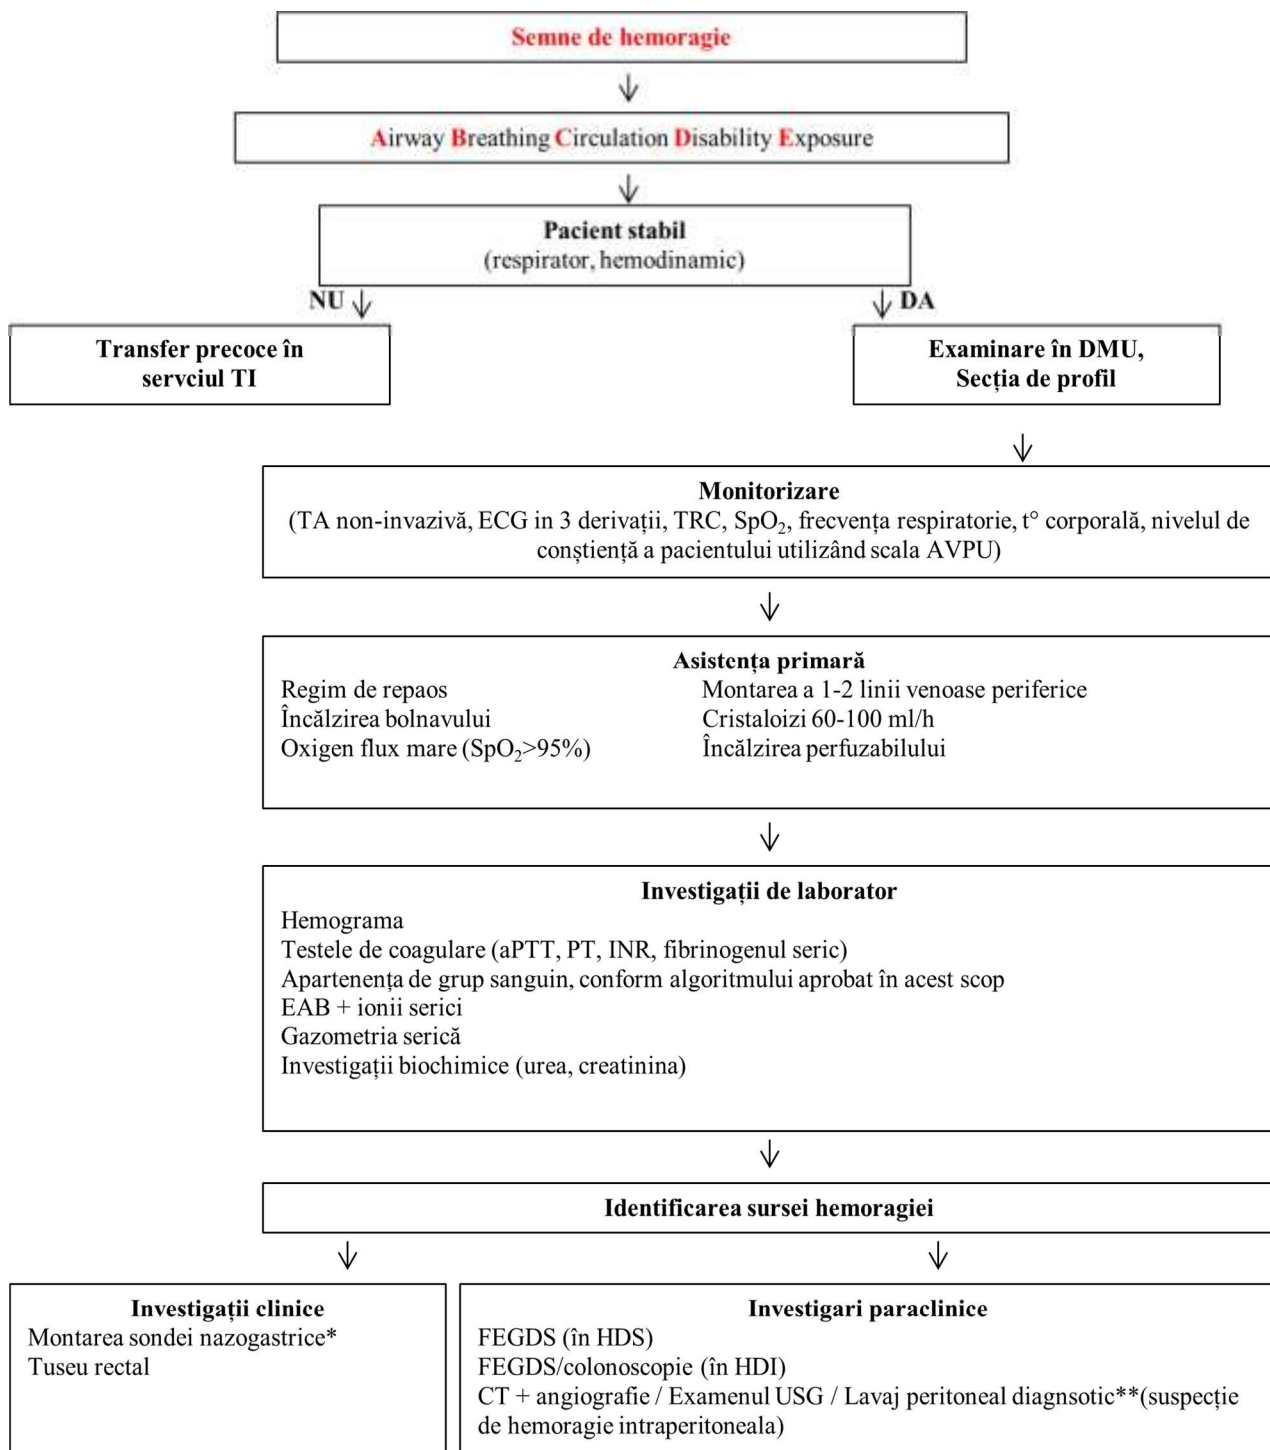 Semne de hemoragie
Airway Breathing Circulation Disability Exposure
Pacient stabil
(respirator, hemodinamic)
NU
DA
Transfer precoce în
servciul TI
Examinare în DMU,
Secția de profil
Monitorizare
(TA non-invazivă, ECG in 3 derivații, TRC, SpO₂, frecvența respiratorie, t° corporală, nivelul de
conștiență a pacientului utilizând scala AVPU)
Asistența primară
Regim de repaos
Încălzirea bolnavului
Oxigen flux mare (SpO₂>95%)
Montarea a 1-2 linii venoase periferice
Cristaloizi 60-100 ml/h
Încălzirea perfuzabilului
Investigații de laborator
Hemograma
Testele de coagulare (aPTT, PT, INR, fibrinogenul seric)
Apartenența de grup sanguin, conform algoritmului aprobat în acest scop
EAB + ionii serici
Gazometria serică
Investigații biochimice (urea, creatinina)
Identificarea sursei hemoragiei
Investigații clinice
Montarea sondei nazogastrice*
Tuseu rectal
Investigari paraclinice
FEGDS (în HDS)
FEGDS/colonoscopie (în HDI)
CT + angiografie / Examenul USG / Lavaj peritoneal diagnsotic**(suspecție
de hemoragie intraperitoneala)